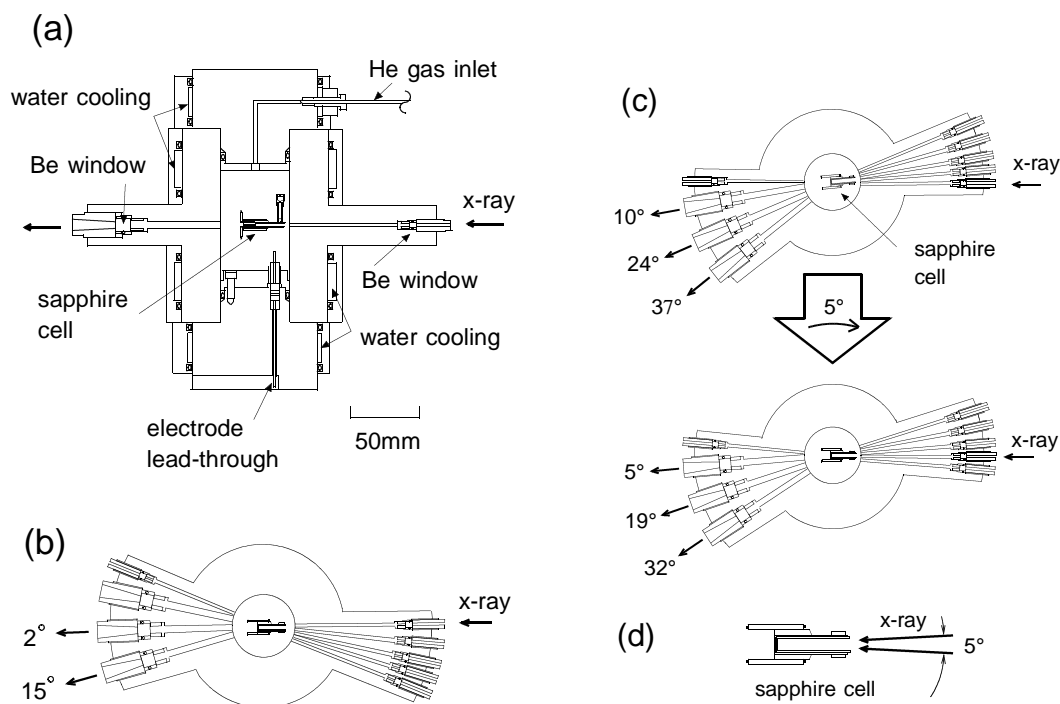 (a)
He gas inlet
water cooling
Be window
x-ray
sapphire
cell
Be window
water cooling
electrode
lead-through
50mm
(b)
x-ray
2°
15°
(c)
x-ray
10°
24°
37°
sapphire
cell
5°
x-ray
5°
19°
32°
(d)
x-ray
5°
sapphire cell